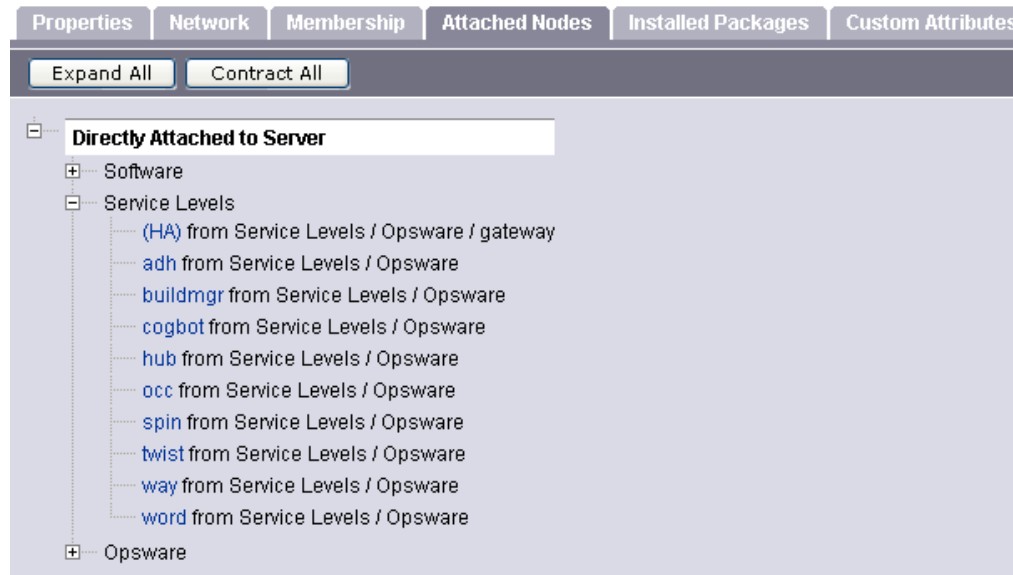 Properties Network Membership Attached Nodes Installed Packages Custom Attributes
Expand All Contract All
Directly Attached to Server
Software
Service Levels
(HA) from Service Levels / Opsware / gateway
adh from Service Levels / Opsware
buildmgr from Service Levels / Opsware
cogbot from Service Levels / Opsware
hub from Service Levels / Opsware
occ from Service Levels / Opsware
spin from Service Levels / Opsware
twist from Service Levels / Opsware
way from Service Levels / Opsware
word from Service Levels / Opsware
Opsware